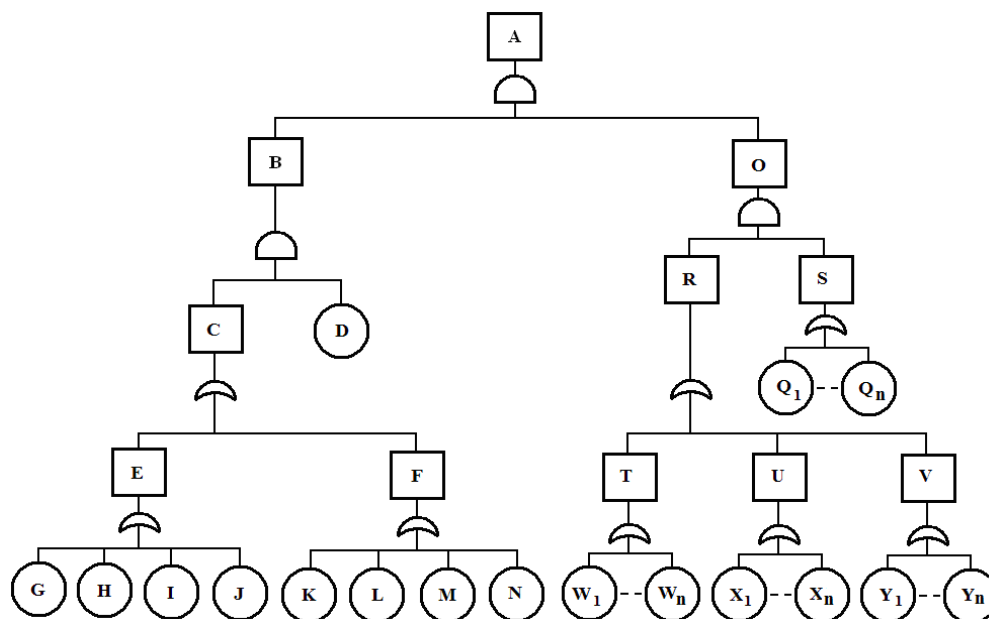 A
B
O
R S
C D
Q1 Qn
E F T U V
G H I J K L M N W1 Wn X1 Xn Y1 Yn